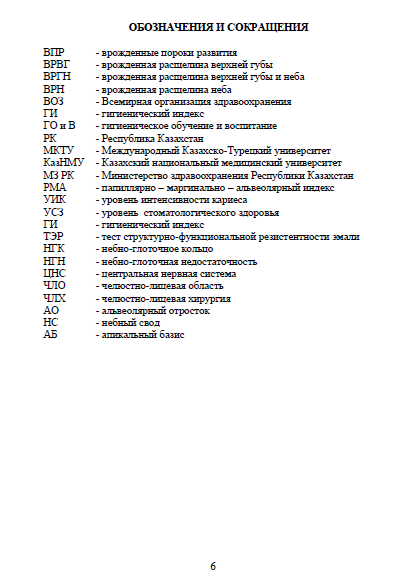 ОБОЗНАЧЕНИЯ И СОКРАЩЕНИЯ
ВПР - врожденные пороки развития
ВРВГ - врожденная расщелина верхней губы
ВРГН - врожденная расщелина верхней губы и неба
ВРН - врожденная расщелина неба
ВОЗ - Всемирная организация здравоохранения
ГИ - гигиенический индекс
ГО и В - гигиеническое обучение и воспитание
РК - Республика Казахстан
МКТУ - Международный Казахско-Турецкий университет
КазНМУ - Казахский национальный медицинский университет
МЗ РК - Министерство здравоохранения Республики Казахстан
РМА - папиллярно – маргинально – альвеолярный индекс
УИК - уровень интенсивности кариеса
УСЗ - уровень стоматологического здоровья
ГИ - гигиенический индекс
ТЭР - тест структурно-функциональной резистентности эмали
НГК - небно-глоточное кольцо
НГН - небно-глоточная недостаточность
ЦНС - центральная нервная система
ЧЛО - челюстно-лицевая область
ЧЛХ - челюстно-лицевая хирургия
АО - альвеолярный отросток
НС - небный свод
АБ - апикальный базис
6